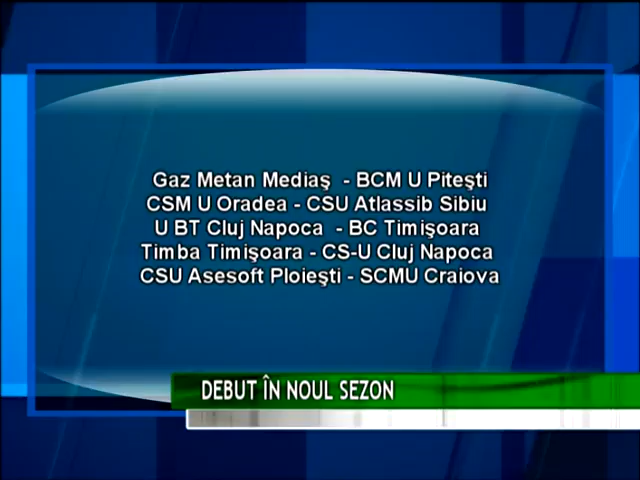 Gaz Metan Mediaş - BCM U Piteşti
CSM U Oradea - CSU Atlassib Sibiu
U BT Cluj Napoca - BC Timişoara
Timba Timişoara - CS-U Cluj Napoca
CSU Asesoft Ploieşti - SCMU Craiova
DEBUT ÎN NOUL SEZON